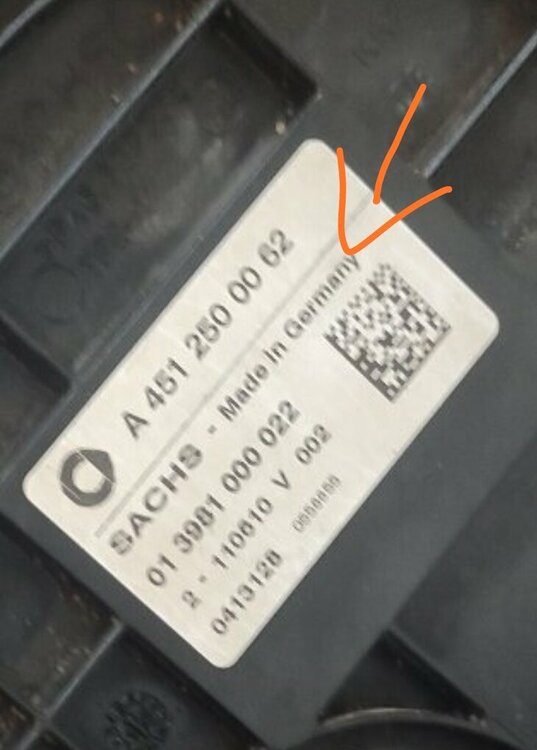 A 451 250 00 62
SACHS - Made in Germany
01 3981 000 022
2 - 110610 V 002
0413128